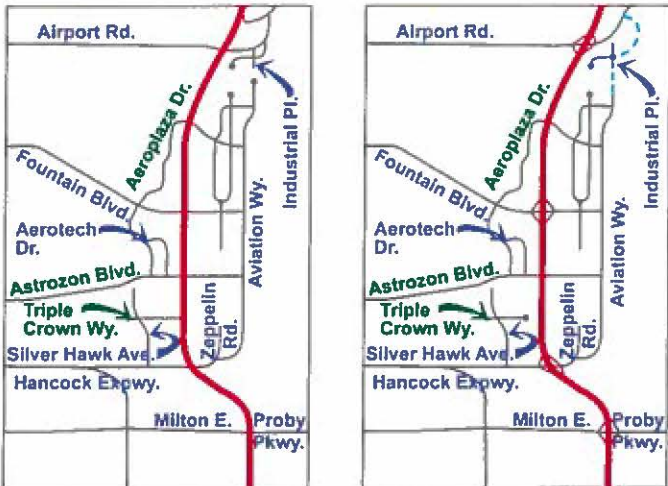 Airport Rd.
Aeroplaza Dr.
Industrial Pl.
Fountain Blvd.
Aerotech
Dr.
Aviation Wy.
Astrozon Blvd.
Triple
Crown Wy.
Zeppelin
Rd.
Silver Hawk Ave.
Hancock Expwy.
Milton E. Proby
Pkwy.
Airport Rd.
Aeroplaza Dr.
Industrial Pl.
Fountain Blvd.
Aerotech
Dr.
Aviation Wy.
Astrozon Blvd.
Triple
Crown Wy.
Zeppelin
Rd.
Silver Hawk Ave.
Hancock Expwy.
Milton E. Proby
Pkwy.